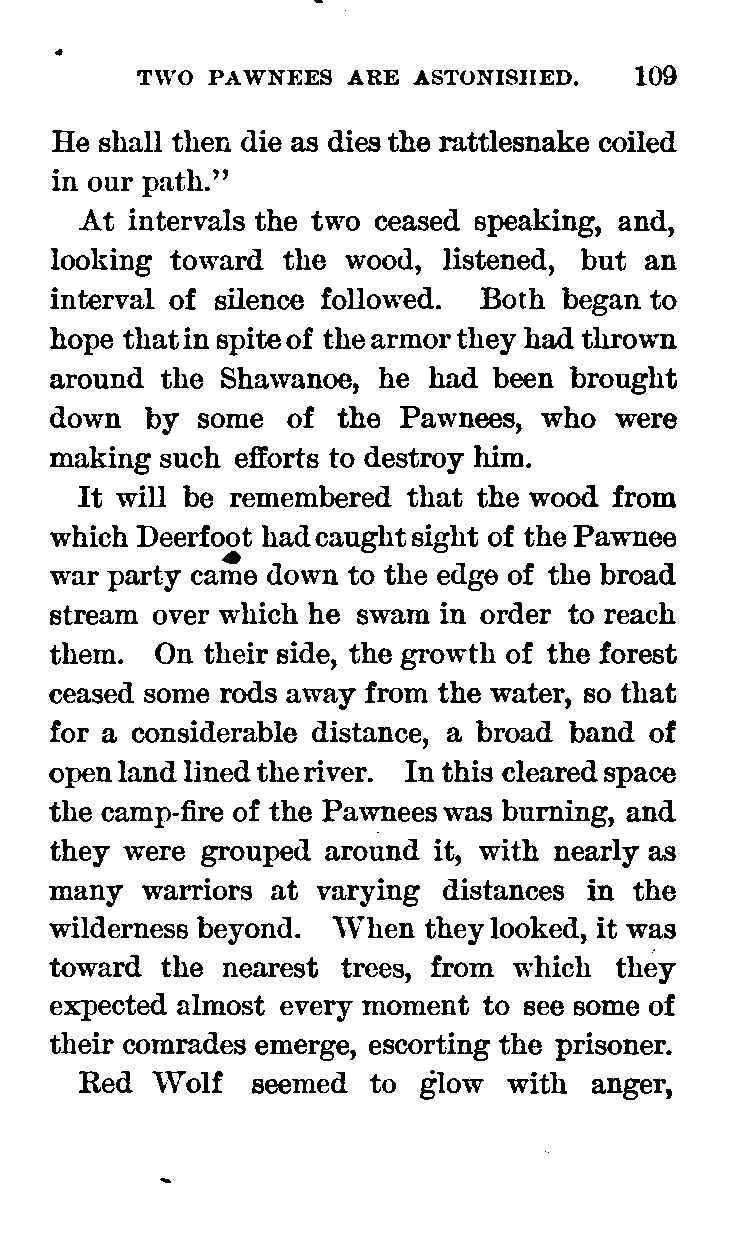 TWO PAWNEES ARE ASTONISHED. 109
He shall then die as dies the rattlesnake coiled
in our path."
At intervals the two ceased speaking, and,
looking toward the wood, listened, but an
interval of silence followed. Both began to
hope that in spite of the armor they had thrown
around the Shawanoe, he had been brought
down by some of the Pawnees, who were
making such efforts to destroy him.
It will be remembered that the wood from
which Deerfoot had caught sight of the Pawnee
war party came down to the edge of the broad
stream over which he swam in order to reach
them. On their side, the growth of the forest
ceased some rods away from the water, so that
for a considerable distance, a broad band of
open land lined the river. In this cleared space
the camp-fire of the Pawnees was burning, and
they were grouped around it, with nearly as
many warriors at varying distances in the
wilderness beyond. When they looked, it was
toward the nearest trees, from which they
expected almost every moment to see some of
their comrades emerge, escorting the prisoner.
Red Wolf seemed to glow with anger,